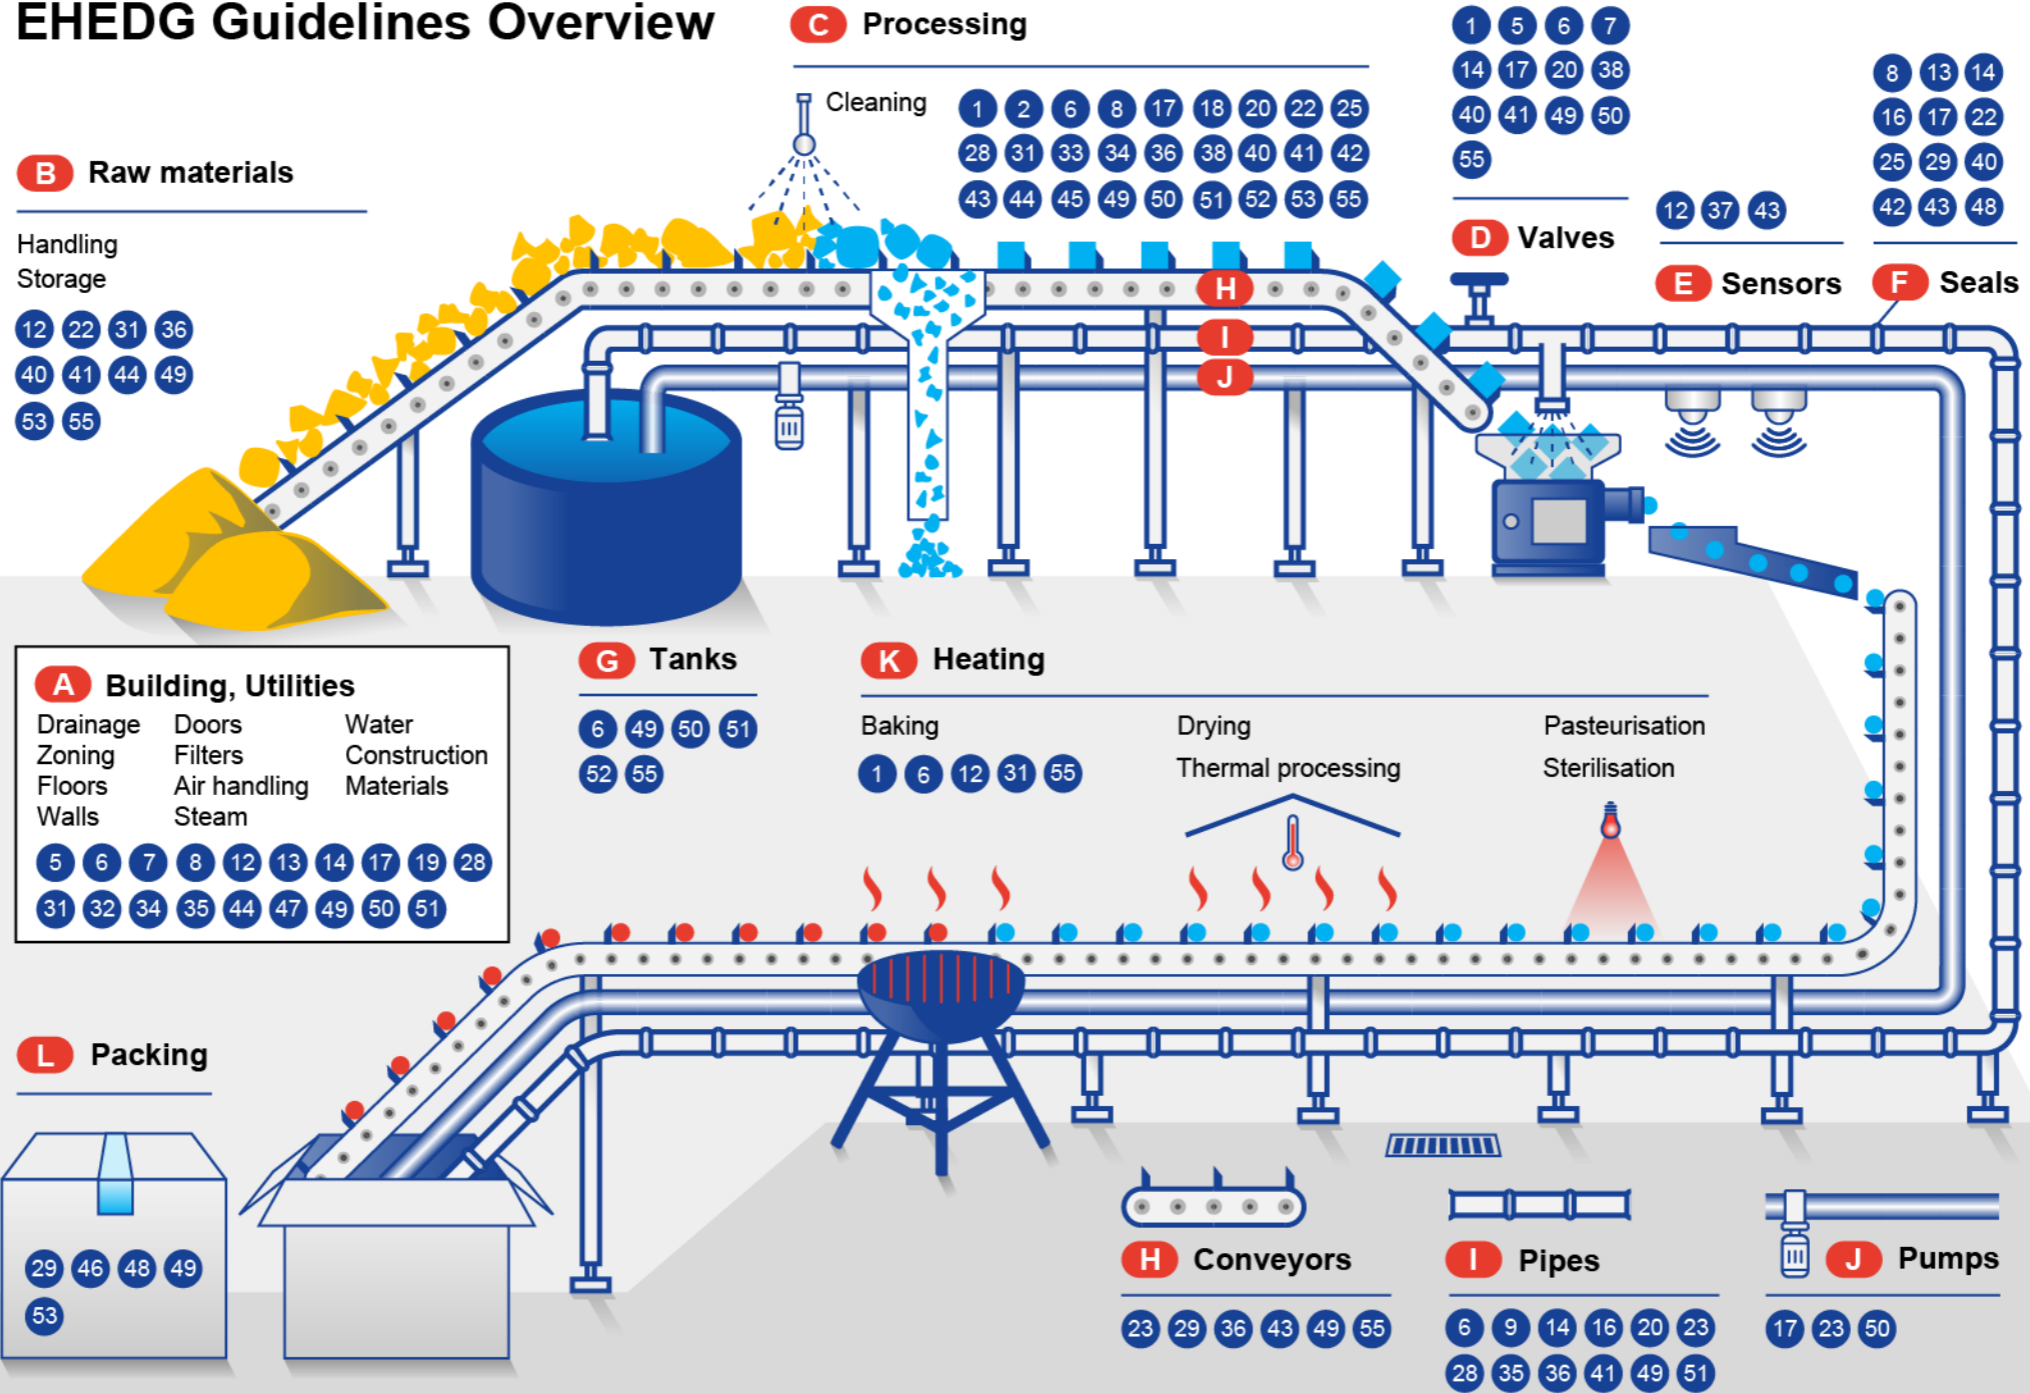 EHEDG Guidelines Overview
C Processing
Cleaning
1 2 6 8 17 18 20 22 25
28 31 33 34 36 38 40 41 42
43 44 45 49 50 51 52 53 55
1 5 6 7
14 17 20 38
40 41 49 50
55
D Valves
12 37 43
E Sensors
8 13 14
16 17 22
25 29 40
42 43 48
F Seals
B Raw materials
Handling
Storage
12 22 31 36
40 41 44 49
53 55
H
I
J
A Building, Utilities
Drainage Doors Water
Zoning Filters Construction
Floors Air handling Materials
Walls Steam
5 6 7 8 12 13 14 17 19 28
31 32 34 35 44 47 49 50 51
G Tanks
6 49 50 51
52 55
K Heating
Baking
1 6 12 31 55
Drying
Thermal processing
Pasteurisation
Sterilisation
L Packing
29 46 48 49
53
H Conveyors
23 29 36 43 49 55
I Pipes
6 9 14 16 20 23
28 35 36 41 49 51
J Pumps
17 23 50